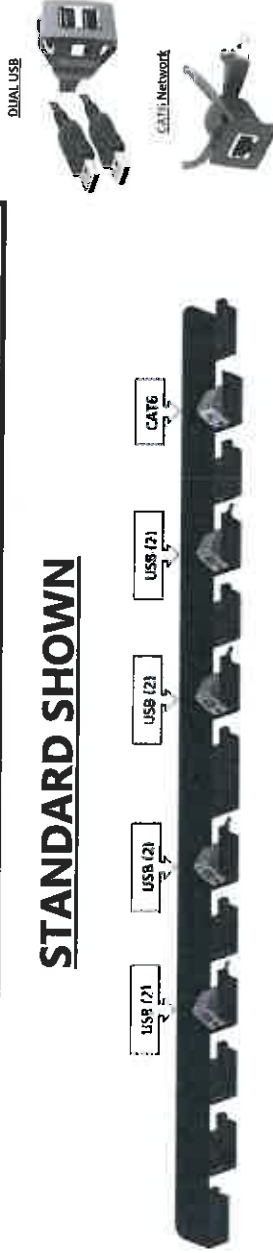 STANDARD SHOWN
USB (2)
USB (2)
USB (2)
USB (2)
CAT6
DUAL USB
CAT6 Network